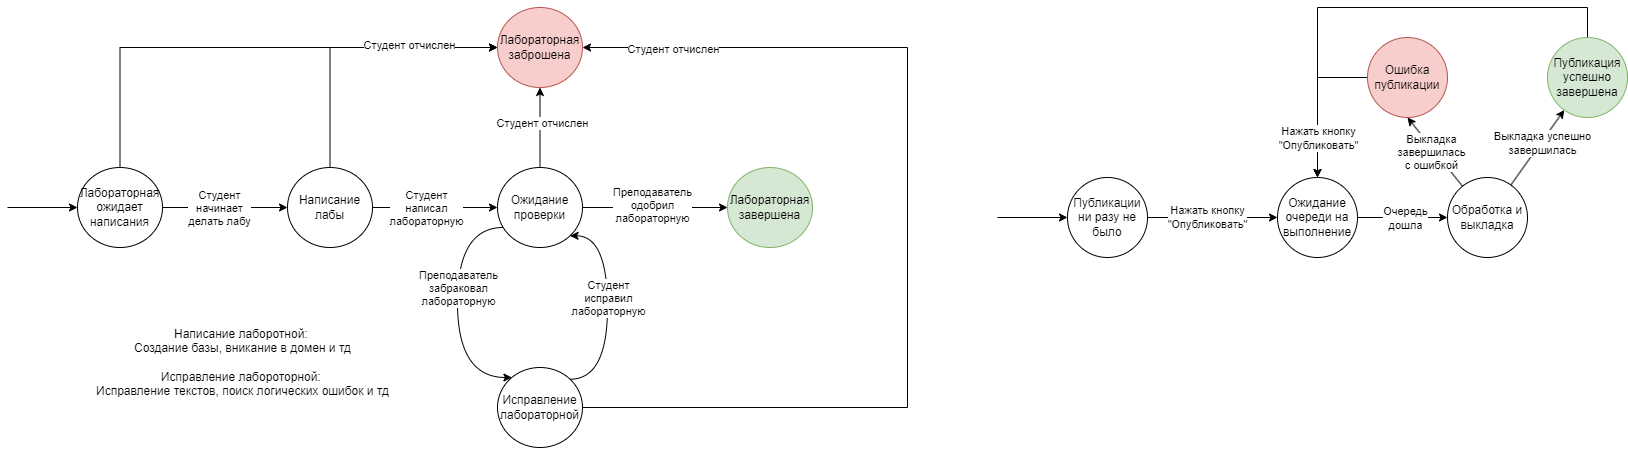 Лабораторная
заброшена
Студент отчислен
Студент отчислен
Студент отчислен
Лабораторная
ожидает
написания
Студент
начинает
делать лабу
Написание
лабы
Студент
написал
лабораторную
Ожидание
проверки
Преподаватель
одобрил
лабораторную
Лабораторная
завершена
Преподаватель
забраковал
лабораторную
Студент
исправил
лабораторную
Исправление
лабораторной
Написание лаборотной:
Создание базы, вникание в домен и тд
Исправление лабороторной:
Исправление текстов, поиск логических ошибок и тд
Ошибка
публикации
Публикация
успешно
завершена
Нажать кнопку
"Опубликовать"
Выкладка
завершилась
с ошибкой
Выкладка успешно
завершилась
Публикации
ни разу не
было
Нажать кнопку
"Опубликовать"
Ожидание
очереди на
выполнение
Очередь
дошла
Обработка и
выкладка